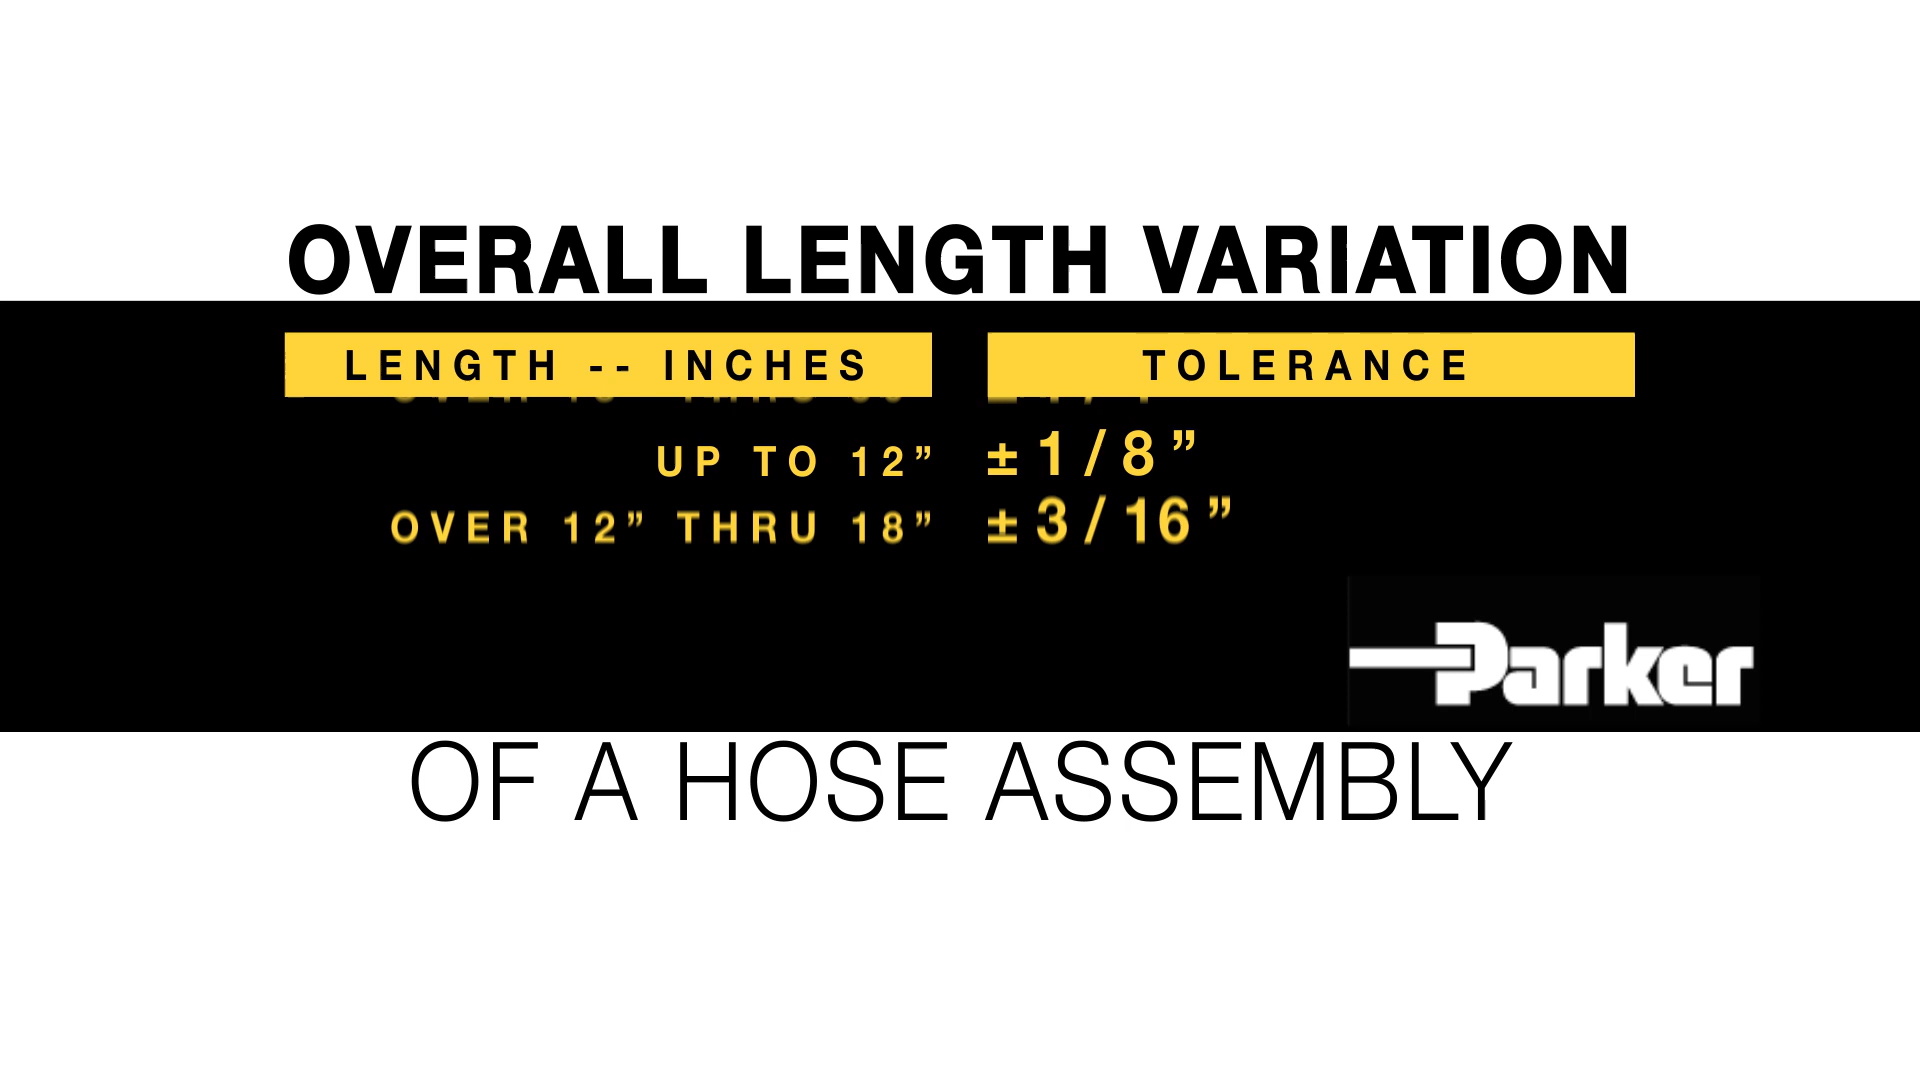 OVERALL LENGTH VARIATION
LENGTH -- INCHES TOLERANCE
UP TO 12” ±1/8”
OVER 12” THRU 18” ±3/16”
Parker
OF A HOSE ASSEMBLY